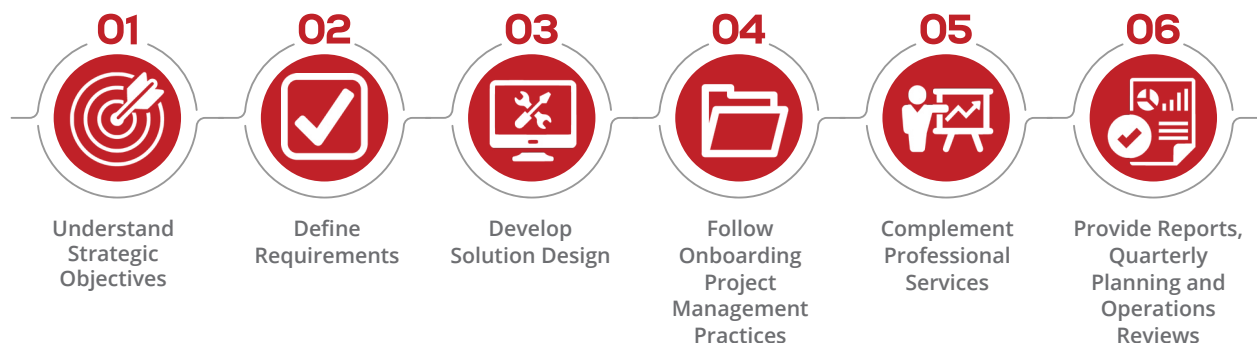 01
Understand
Strategic
Objectives
02
Define
Requirements
03
Develop
Solution Design
04
Follow
Onboarding
Project
Management
Practices
05
Complement
Professional
Services
06
Provide Reports,
Quarterly
Planning and
Operations
Reviews